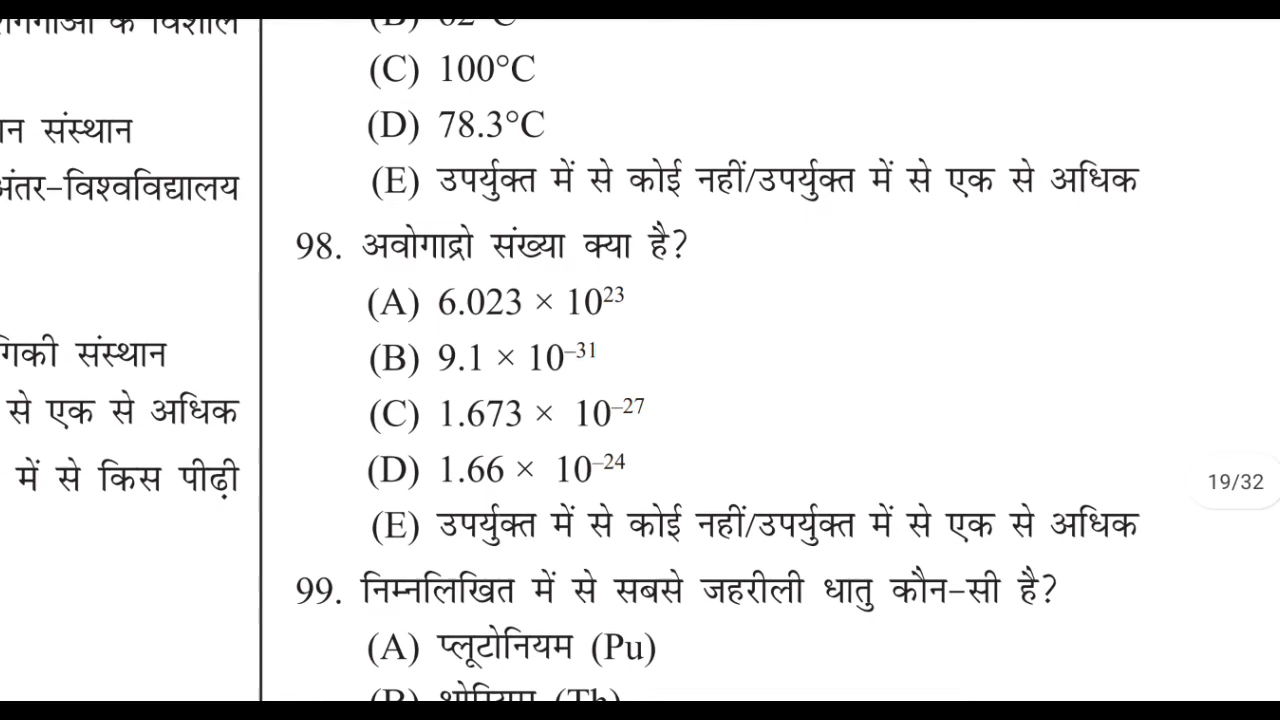 के विशाल
न संस्थान
अंतर-विश्वविद्यालय
गिकी संस्थान
से एक से अधिक
में से किस पीढ़ी
(C) 100°C
(D) 78.3°C
(E) उपर्युक्त में से कोई नहीं/उपर्युक्त में से एक से अधिक
98. अवोगाद्रो संख्या क्या है?
(A) 6.023 × 10²³
(B) 9.1 × 10⁻³¹
(C) 1.673 × 10⁻²⁷
(D) 1.66 × 10⁻²⁴
(E) उपर्युक्त में से कोई नहीं/उपर्युक्त में से एक से अधिक
99. निम्नलिखित में से सबसे जहरीली धातु कौन-सी है?
(A) प्लूटोनियम (Pu)
(B) थोरियम (Th)
19/32